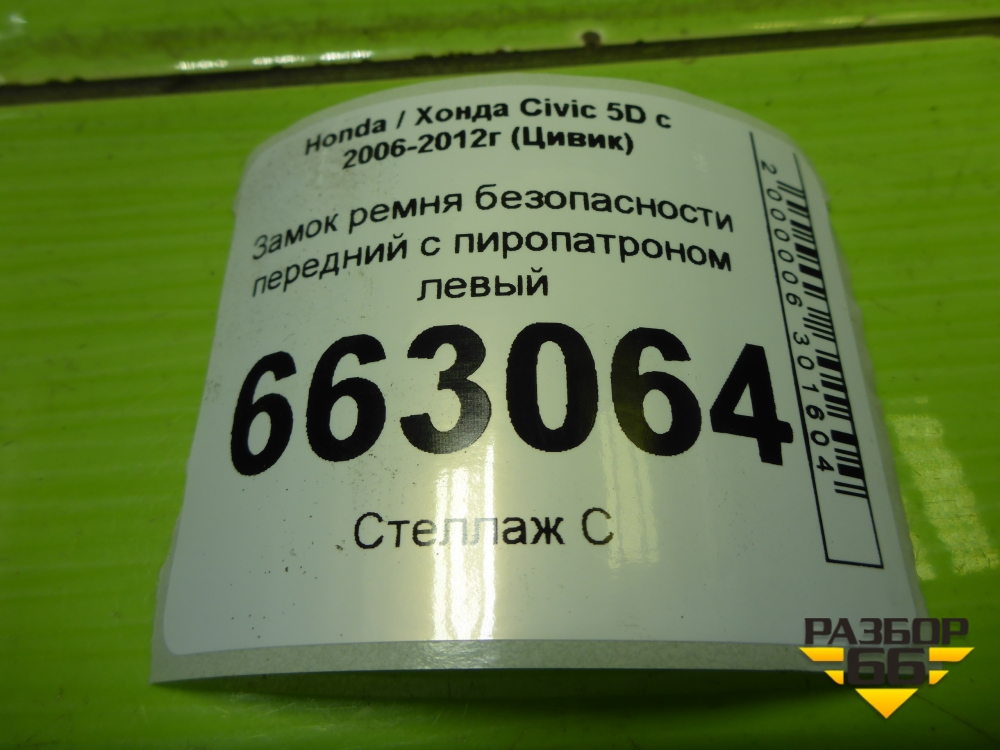 Honda / Хонда Civic 5D с
2006-2012г (Цивик)
Замок ремня безопасности
передний с пиропатроном
левый
663064
Стеллаж С
2000006301604
РАЗБОР
66